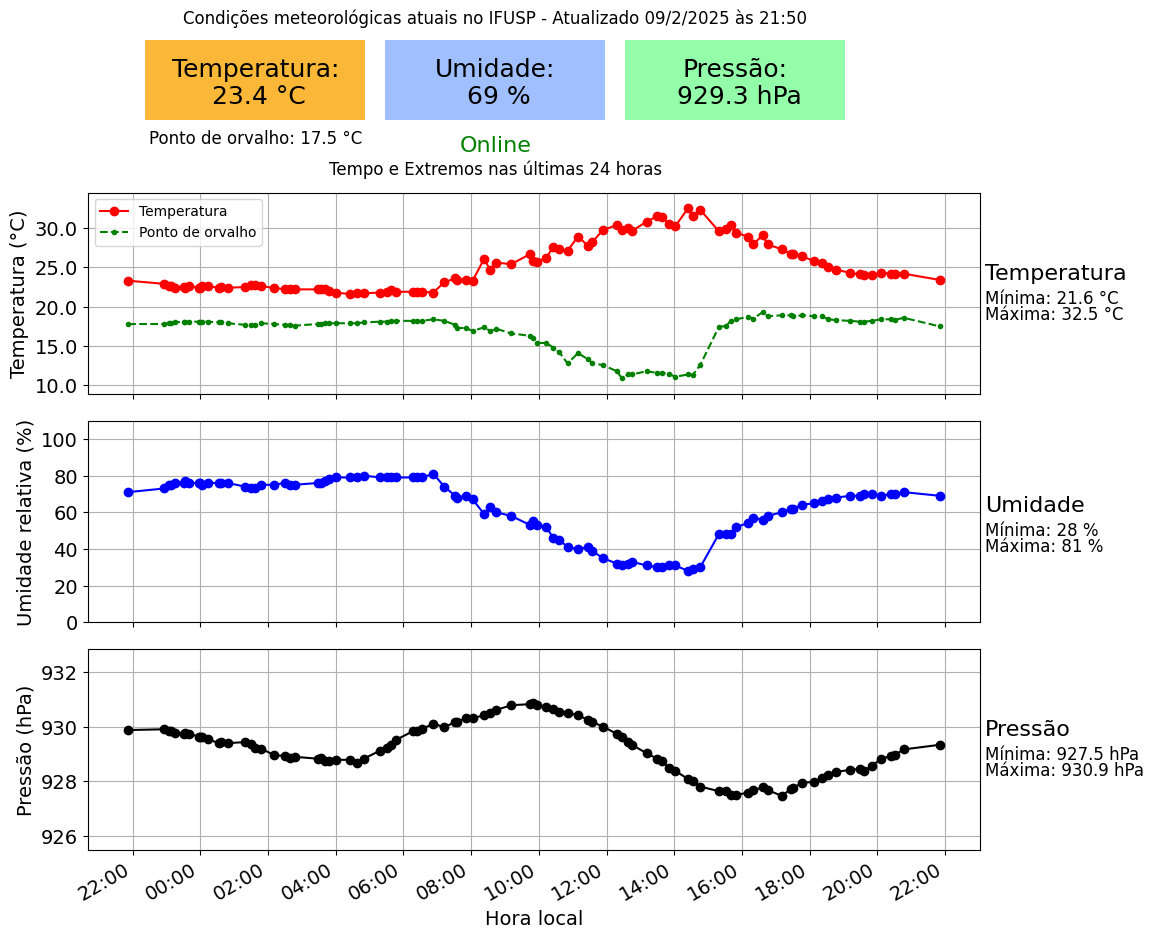 Condições meteorológicas atuais no IFUSP - Atualizado 09/2/2025 às 21:50
Temperatura:
23.4 °C
Umidade:
69 %
Pressão:
929.3 hPa
Ponto de orvalho: 17.5 °C
Online
Tempo e Extremos nas últimas 24 horas
Temperatura (°C)
30.0
25.0
20.0
15.0
10.0
Temperatura
Ponto de orvalho
Temperatura
Mínima: 21.6 °C
Máxima: 32.5 °C
Umidade relativa (%)
100
80
60
40
20
0
Umidade
Mínima: 28 %
Máxima: 81 %
Pressão (hPa)
932
930
928
926
Pressão
Mínima: 927.5 hPa
Máxima: 930.9 hPa
22:00 00:00 02:00 04:00 06:00 08:00 10:00 12:00 14:00 16:00 18:00 20:00 22:00
Hora local